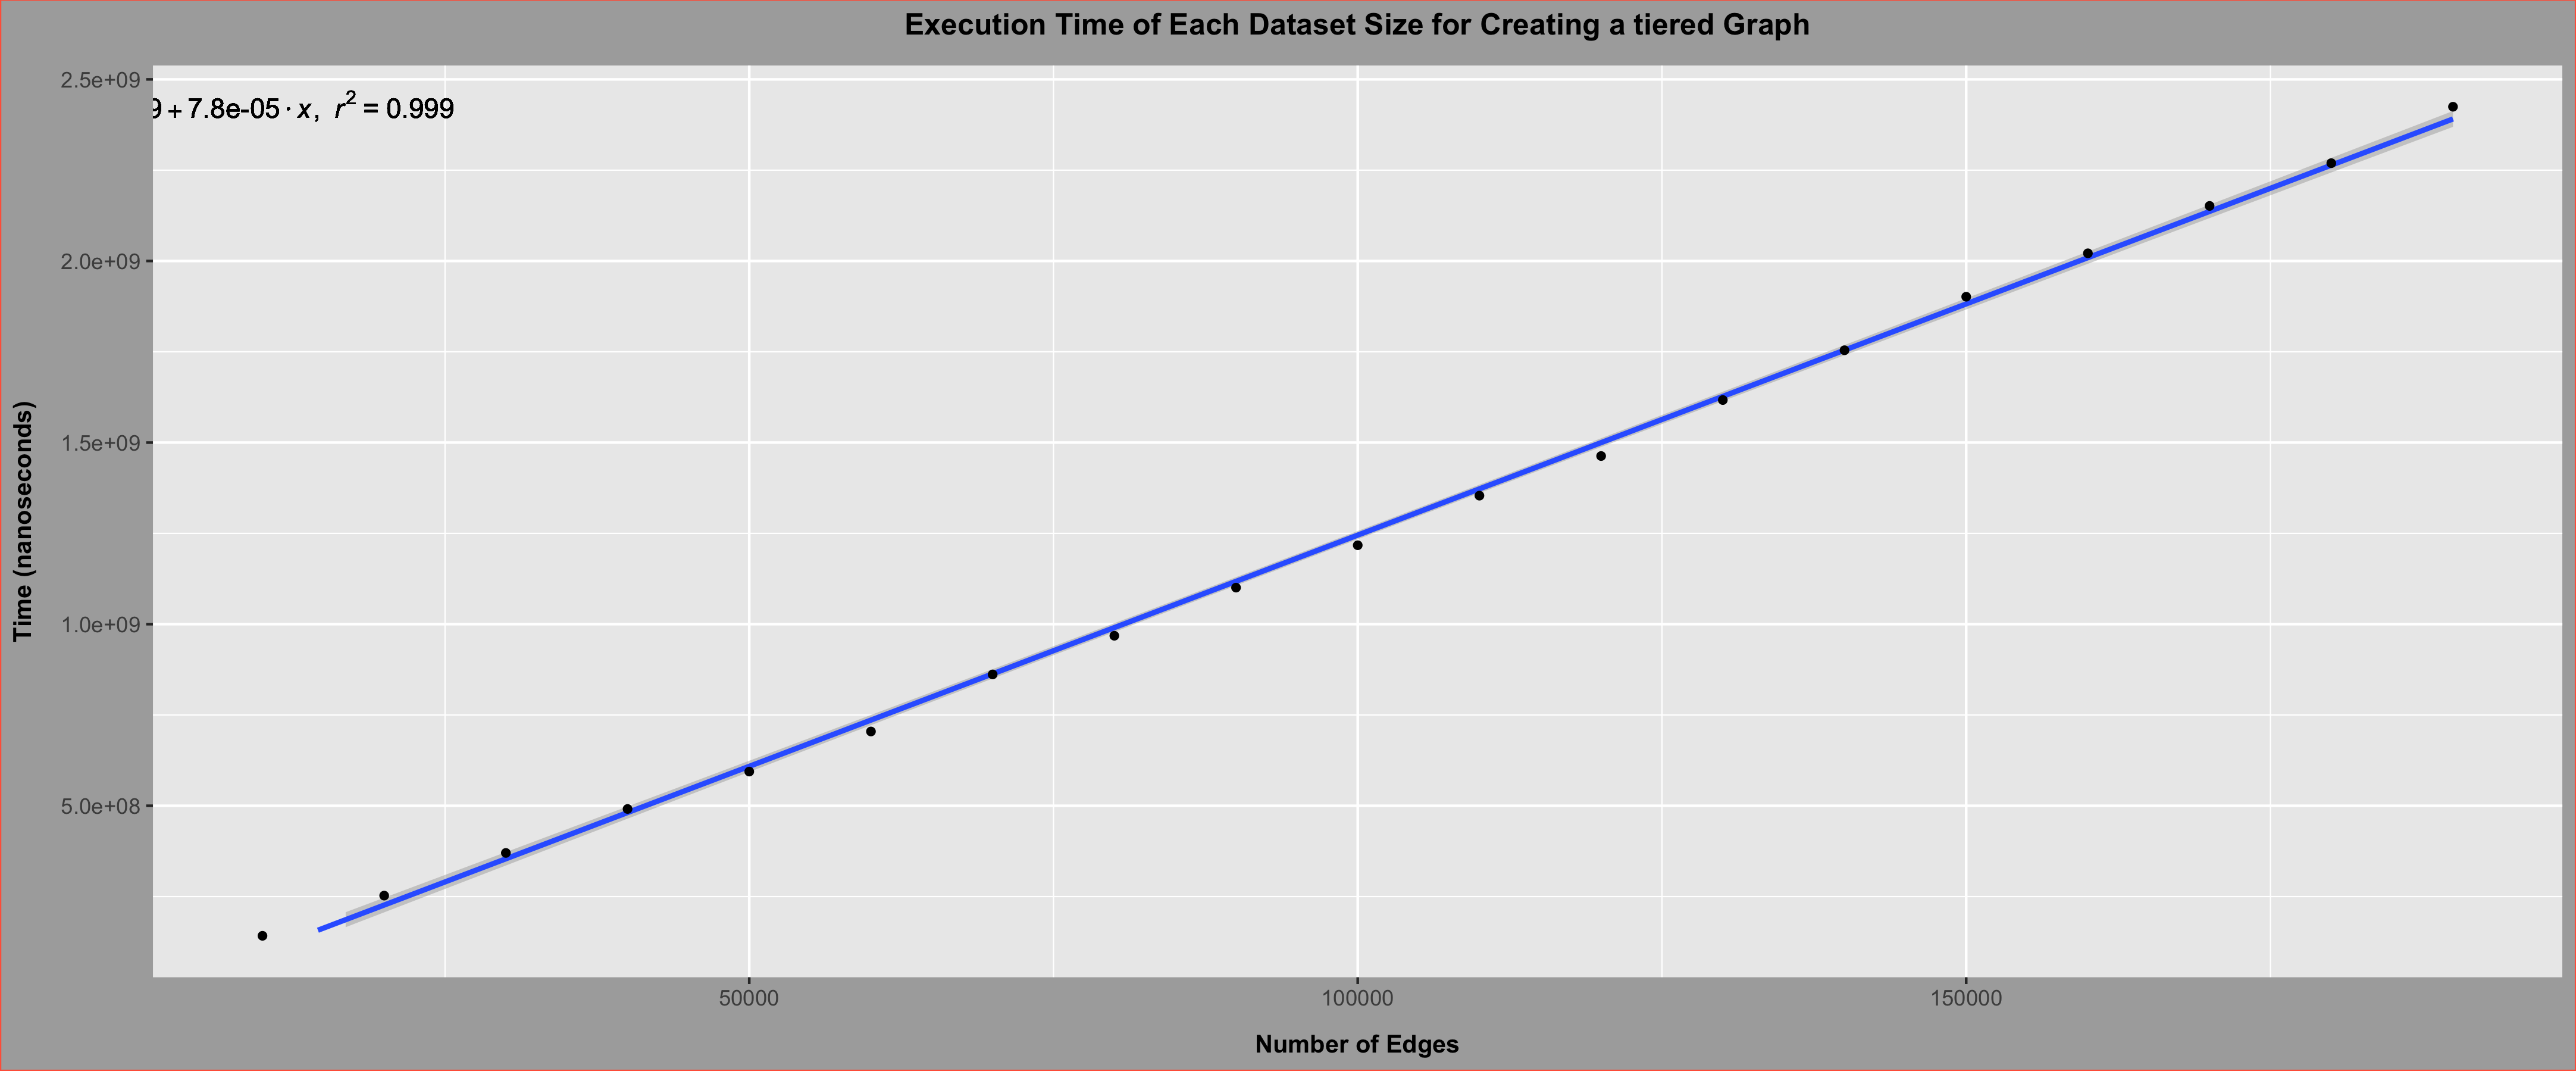 Execution Time of Each Dataset Size for Creating a tiered Graph
2.5e+09
9 + 7.8e-05 · x, r² = 0.999
2.0e+09
1.5e+09
1.0e+09
5.0e+08
Time (nanoseconds)
50000 100000 150000
Number of Edges